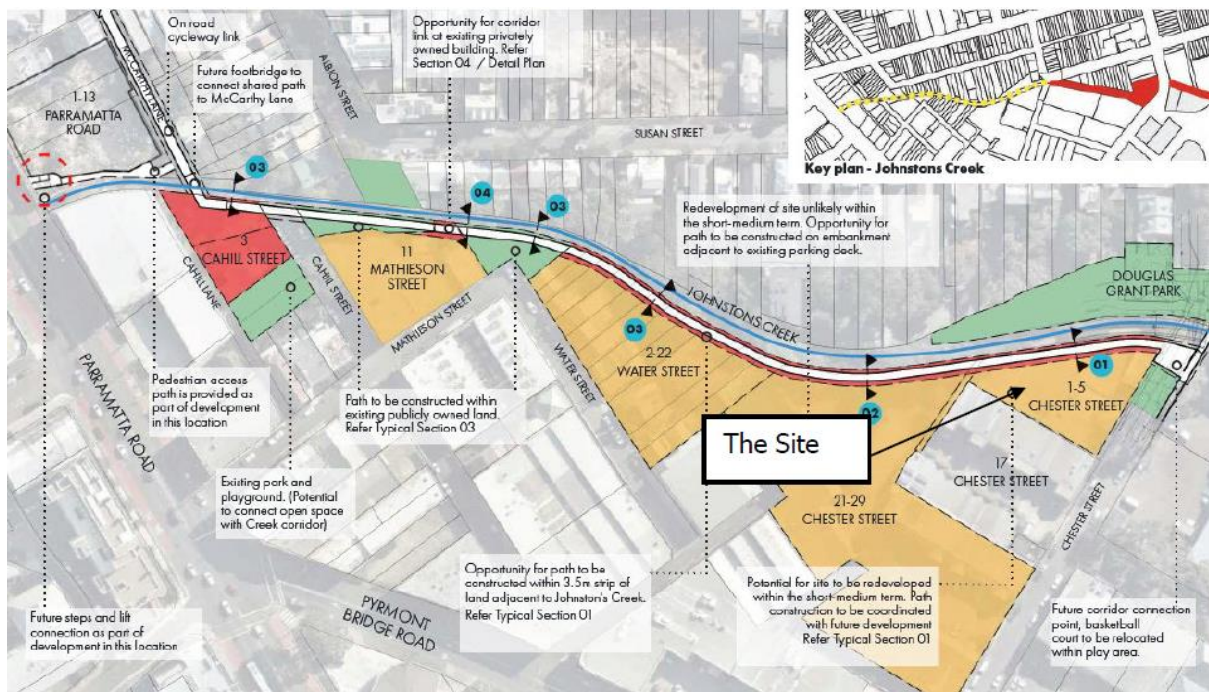 On road
cycleway link
Future footbridge to
connect shared path
to McCarthy Lane
Opportunity for corridor
link at existing privately
owned building. Refer
Section 04 / Detail Plan
1-13
PARRAMATTA
ROAD
MCCARTHY LANE
ALBION STREET
SUSAN STREET
Key plan - Johnstons Creek
03
04
03
Redevelopment of site unlikely within
the short-medium term. Opportunity for
path to be constructed on embankment
adjacent to existing parking deck.
3
CAHILL STREET
CAHILL LANE
CAHILL STREET
11
MATHIESON
STREET
MATHIESON STREET
WATER STREET
JOHNSTONS CREEK
DOUGLAS
GRANT PARK
03
2-22
WATER STREET
02
01
1-5
CHESTER STREET
The Site
17
CHESTER STREET
21-29
CHESTER STREET
CHESTER STREET
PARRAMATTA ROAD
Pedestrian access
path is provided as
part of development
in this location
Path to be constructed within
existing publicly owned land.
Refer Typical Section 03
Existing park and
playground. (Potential
to connect open space
with Creek corridor)
Opportunity for path to be
constructed within 3.5m strip of
land adjacent to Johnston's Creek.
Refer Typical Section 01
Potential for site to be redeveloped
within the short-medium term. Path
construction to be coordinated
with future development
Refer Typical Section 01
Future steps and lift
connection as part of
development in this location
PYRMONT
BRIDGE ROAD
Future corridor connection
point, basketball
court to be relocated
within play area.